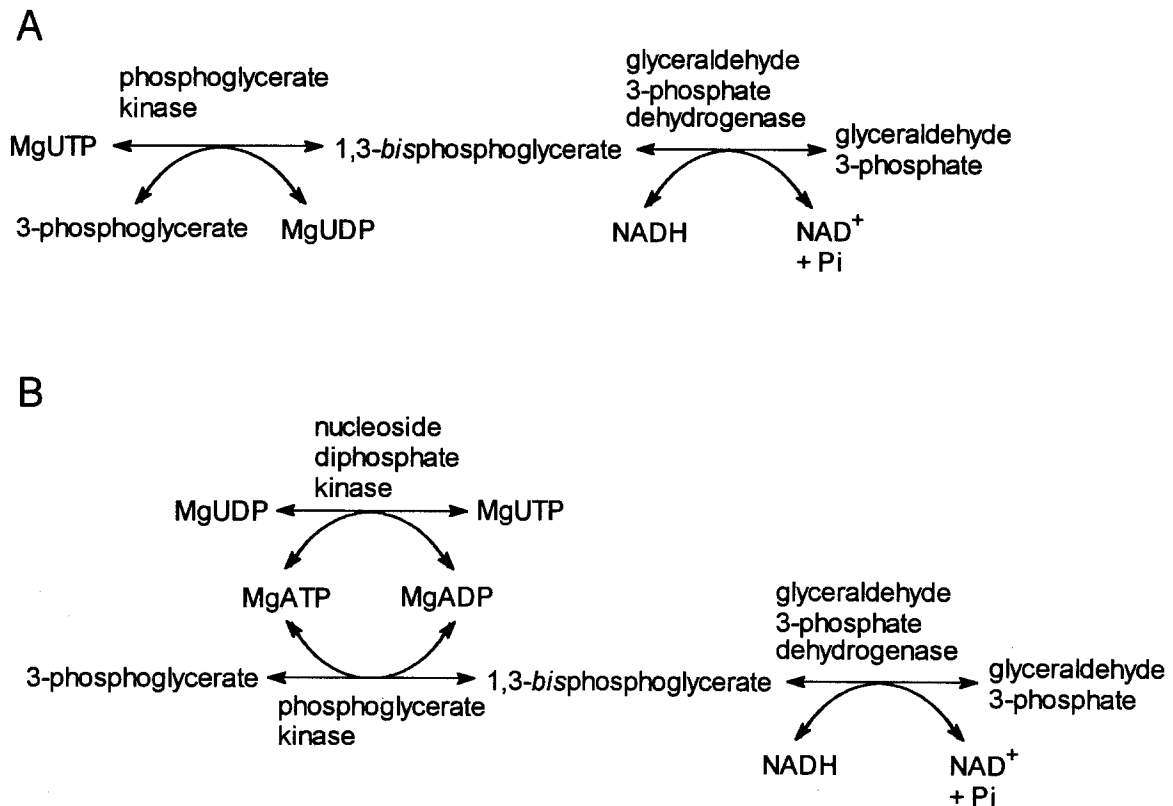 A
phosphoglycerate
kinase
glyceraldehyde
3-phosphate
dehydrogenase
MgUTP
1,3-bisphosphoglycerate
glyceraldehyde
3-phosphate
3-phosphoglycerate
MgUDP
NADH
NAD+
+ Pi
B
nucleoside
diphosphate
kinase
MgUDP
MgUTP
MgATP
MgADP
glyceraldehyde
3-phosphate
dehydrogenase
3-phosphoglycerate
1,3-bisphosphoglycerate
glyceraldehyde
3-phosphate
phosphoglycerate
kinase
NADH
NAD+
+ Pi